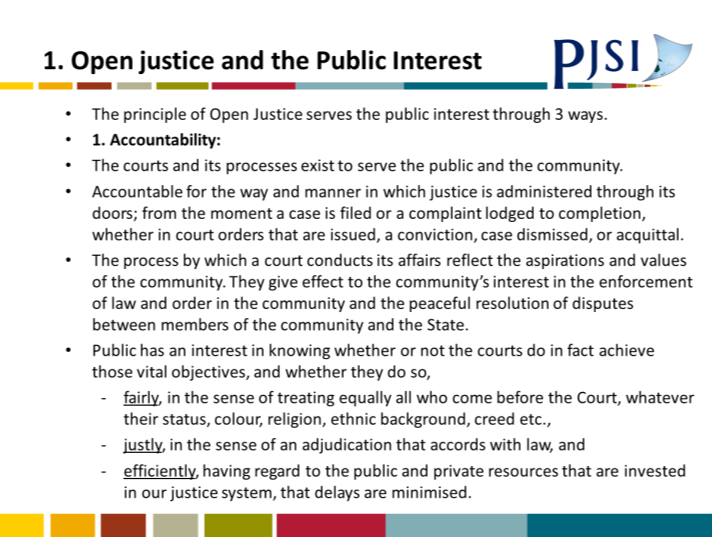 1. Open justice and the Public Interest
PJSI
• The principle of Open Justice serves the public interest through 3 ways.
• 1. Accountability:
• The courts and its processes exist to serve the public and the community.
• Accountable for the way and manner in which justice is administered through its
doors; from the moment a case is filed or a complaint lodged to completion,
whether in court orders that are issued, a conviction, case dismissed, or acquittal.
• The process by which a court conducts its affairs reflect the aspirations and values
of the community. They give effect to the community's interest in the enforcement
of law and order in the community and the peaceful resolution of disputes
between members of the community and the State.
• Public has an interest in knowing whether or not the courts do in fact achieve
those vital objectives, and whether they do so,
- fairly, in the sense of treating equally all who come before the Court, whatever
their status, colour, religion, ethnic background, creed etc.,
- justly, in the sense of an adjudication that accords with law, and
- efficiently, having regard to the public and private resources that are invested
in our justice system, that delays are minimised.